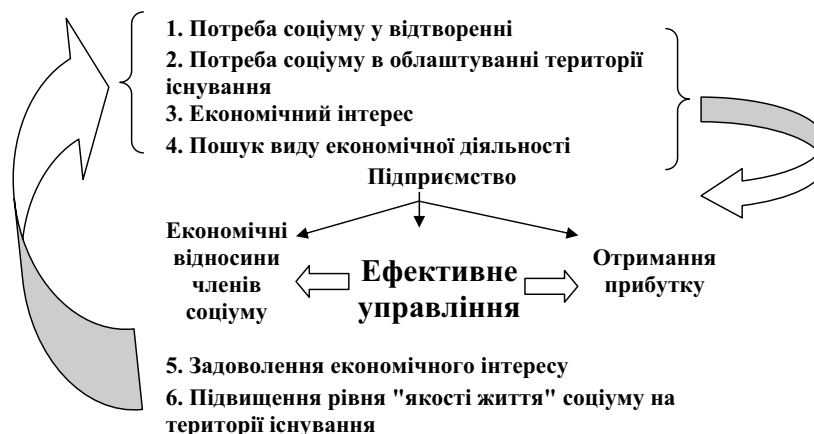 1. Потреба соціуму у відтворенні
2. Потреба соціуму в облаштуванні території
існування
3. Економічний інтерес
4. Пошук виду економічної діяльності
Підприємство
Економічні
відносини
членів
соціуму
Ефективне
управління
Отримання
прибутку
5. Задоволення економічного інтересу
6. Підвищення рівня "якості життя" соціуму на
території існування